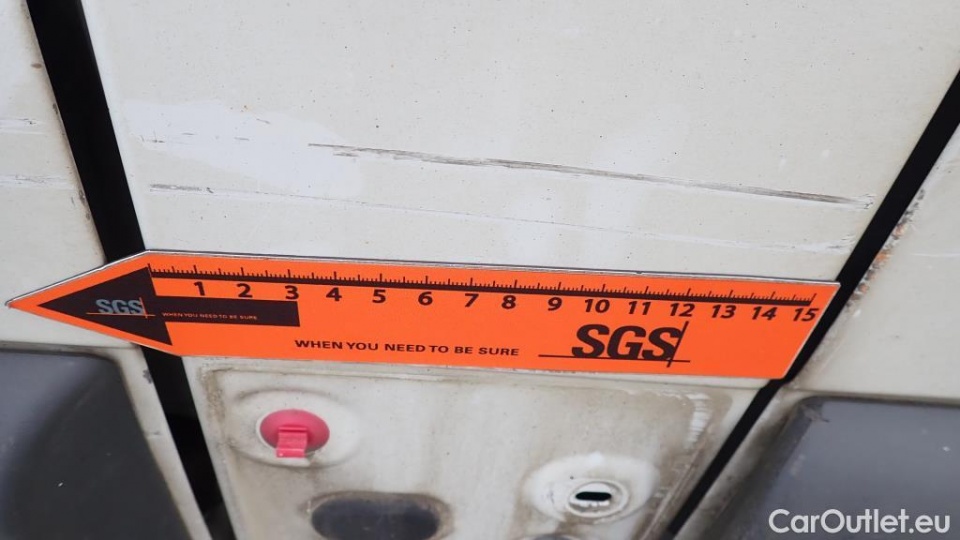 1 2 3 4 5 6 7 8 9 10 11 12 13 14 15
SGS WHEN YOU NEED TO BE SURE
WHEN YOU NEED TO BE SURE SGS
CarOutlet.eu